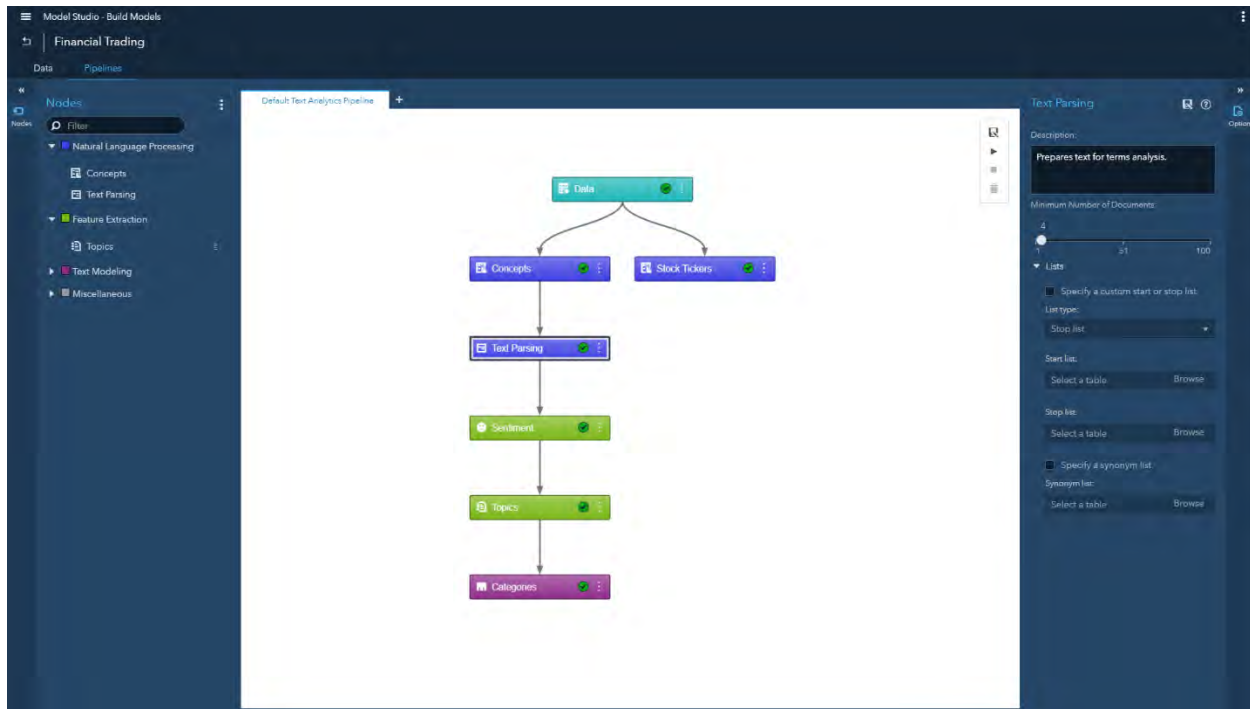 Model Studio - Build Models
Financial Trading
Data Pipelines
Nodes
Nodes
Filter
Natural Language Processing
Concepts
Text Parsing
Feature Extraction
Topics
Text Modeling
Miscellaneous
Default Text Analytics Pipeline +
Data
Concepts
Stock Tickers
Text Parsing
Sentiment
Topics
Categories
Text Parsing
Options
Description:
Prepares text for terms analysis.
Minimum Number of Documents
4
1 51 100
Lists
Specify a custom start or stop list
List type:
Stop list
Start list:
Select a table Browse
Stop list:
Select a table Browse
Specify a synonym list
Synonym list:
Select a table Browse